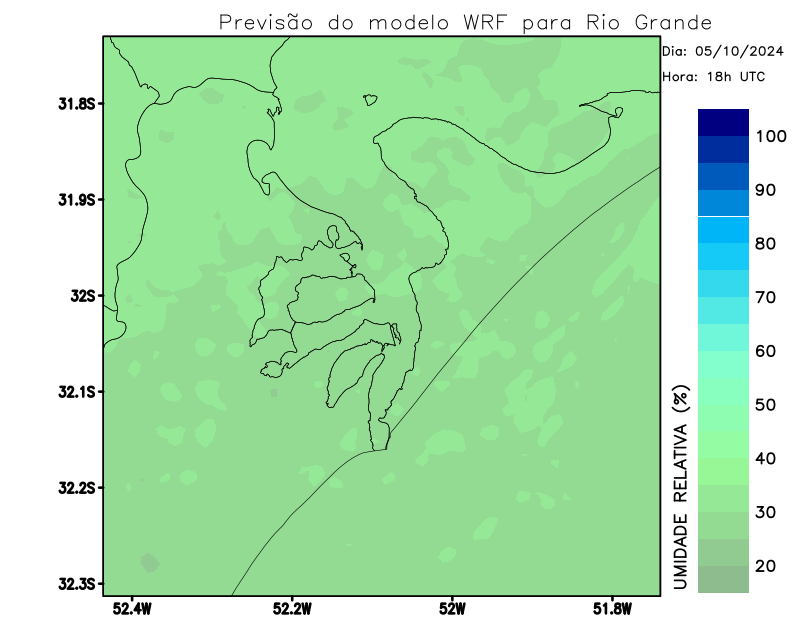 Previsão do modelo WRF para Rio Grande
Dia: 05/10/2024
Hora: 18h UTC
31.8S
31.9S
32S
32.1S
32.2S
32.3S
52.4W
52.2W
52W
51.8W
100
90
80
70
60
50
40
30
20
UMIDADE RELATIVA (%)